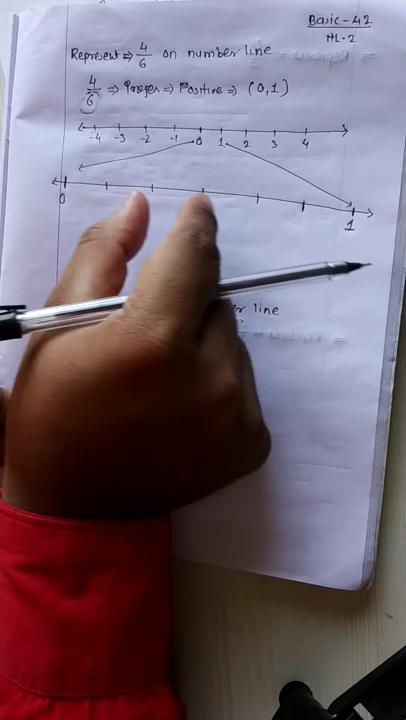 Basic-42
NL-2
Represent ⇒ 4/6 on number line
4/6 ⇒ Proper ⇒ Positive ⇒ (0,1)
-4 -3 -2 -1 0 1 2 3 4
0 1
line